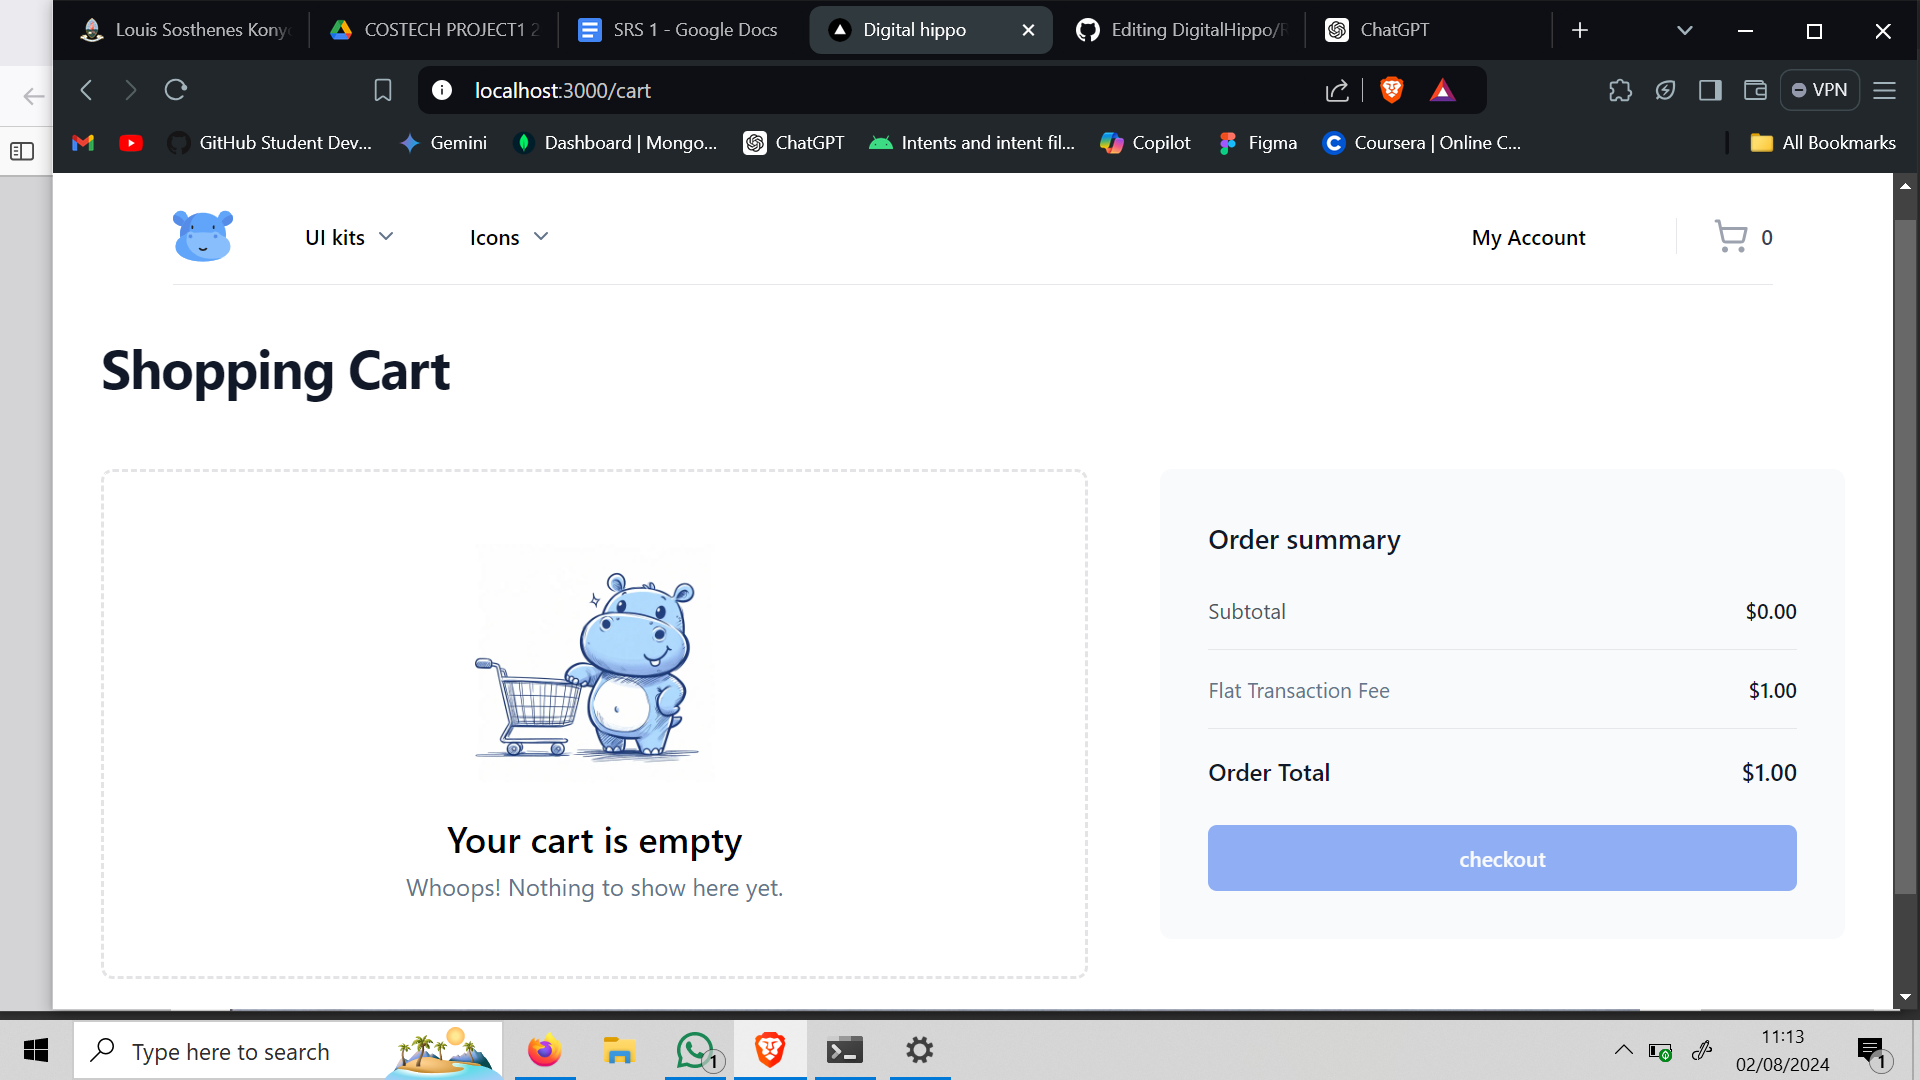 Louis Sosthenes Kony
COSTECH PROJECT1 2
SRS 1 - Google Docs
Digital hippo
Editing DigitalHippo/R
ChatGPT
localhost:3000/cart
VPN
GitHub Student Dev...
Gemini
Dashboard | Mongo...
ChatGPT
Intents and intent fil...
Copilot
Figma
Coursera | Online C...
All Bookmarks
UI kits
Icons
My Account
0
Shopping Cart
Your cart is empty
Whoops! Nothing to show here yet.
Order summary
Subtotal $0.00
Flat Transaction Fee $1.00
Order Total $1.00
checkout
Type here to search
1
11:13
02/08/2024
1